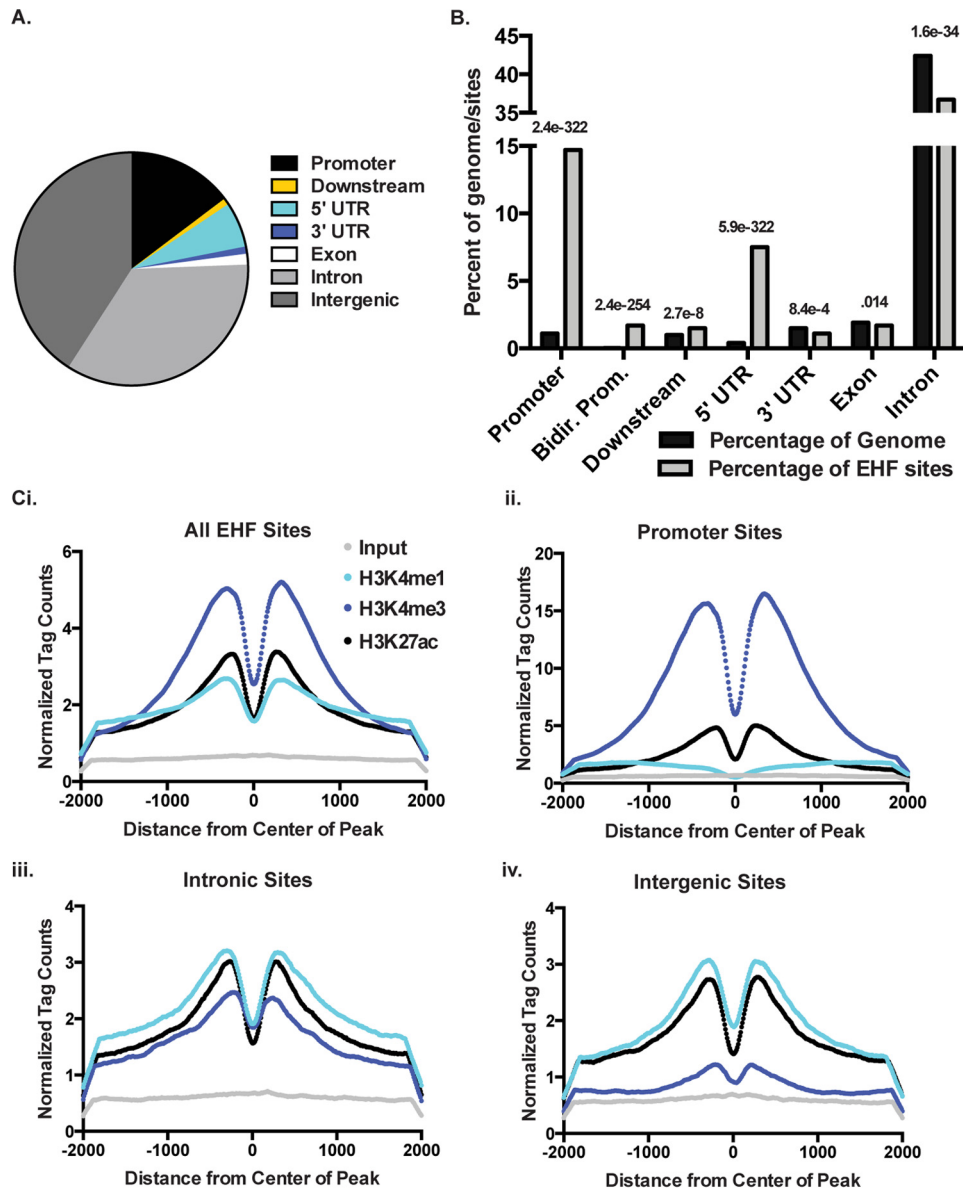 A.
Promoter
Downstream
5' UTR
3' UTR
Exon
Intron
Intergenic
B.
Percent of genome/sites
45
40
35
15
10
5
0
2.4e-322
2.4e-254
2.7e-8
5.9e-322
8.4e-4
.014
1.6e-34
Promoter
Bidir. Prom.
Downstream
5' UTR
3' UTR
Exon
Intron
Percentage of Genome
Percentage of EHF sites
Ci.
All EHF Sites
Normalized Tag Counts
6
4
2
0
-2000 -1000 0 1000 2000
Distance from Center of Peak
Input
H3K4me1
H3K4me3
H3K27ac
ii.
Promoter Sites
Normalized Tag Counts
20
15
10
5
0
-2000 -1000 0 1000 2000
Distance from Center of Peak
iii.
Intronic Sites
Normalized Tag Counts
4
3
2
1
0
-2000 -1000 0 1000 2000
Distance from Center of Peak
iv.
Intergenic Sites
Normalized Tag Counts
4
3
2
1
0
-2000 -1000 0 1000 2000
Distance from Center of Peak